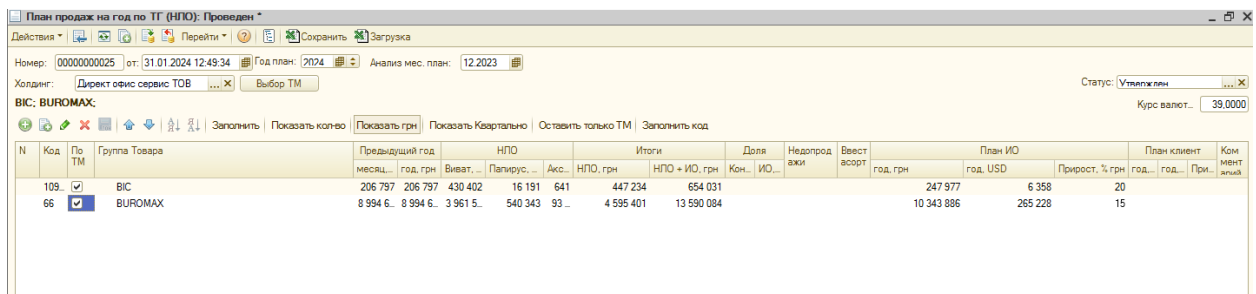 План продаж на год по ТГ (НПО): Проведен *
Действия Перейти Сохранить Загрузка
Номер: 00000000025 от: 31.01.2024 12:49:34 Год план: 2024 Анализ мес. план: 12.2023
Холдинг: Директ офис сервис ТОВ ... X Выбор ТМ Статус: Утвержден ... X
BIC; BUROMAX; Курс валют... 39,0000
Заполнить Показать кол-во Показать грн Показать Квартально Оставить только ТМ Заполнить код
N Код По ТМ Группа Товара Предыдущий год НПО Итоги Доля Недопродажи Ввест асорт План ИО План клиент Комментарий
месяц,... год, грн Виват, ... Папирус, ... Акс... НПО, грн НПО + ИО, грн Кон... ИО,... год, грн год, USD Прирост, % грн год,... год,... При...
109... BIC 206 797 206 797 430 402 16 191 641 447 234 654 031 247 977 6 358 20
66 BUROMAX 8 994 6... 8 994 6... 3 961 5... 540 343 93 ... 4 595 401 13 590 084 10 343 886 265 228 15